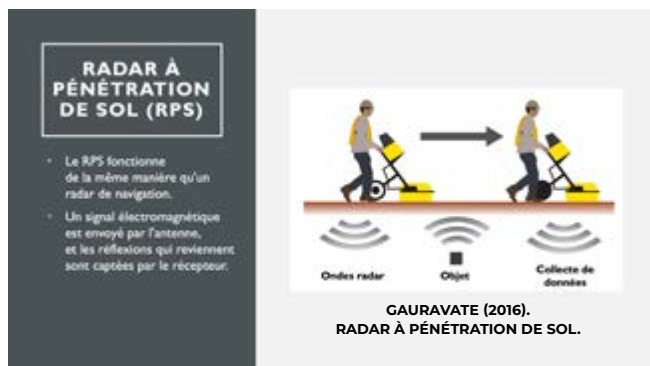 RADAR À
PÉNÉTRATION
DE SOL (RPS)
• Le RPS fonctionne
de la même manière qu'un
radar de navigation.
• Un signal électromagnétique
est envoyé par l'antenne,
et les réflexions qui reviennent
sont captées par le récepteur.
Ondes radar
Objet
Collecte de
données
GAURAVATE (2016).
RADAR À PÉNÉTRATION DE SOL.